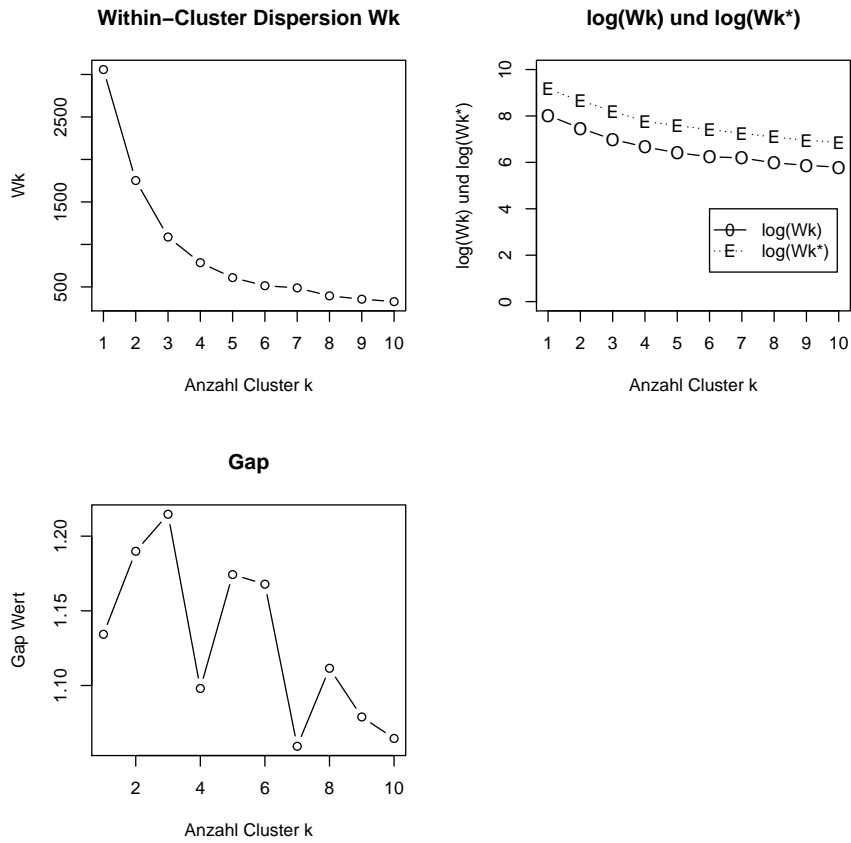 Within−Cluster Dispersion Wk
Wk
500
1500
2500
1 2 3 4 5 6 7 8 9 10
Anzahl Cluster k
log(Wk) und log(Wk*)
log(Wk) und log(Wk*)
0
2
4
6
8
10
O O O O O O O O O O
E E E E E E E E E E
O log(Wk)
E log(Wk*)
1 2 3 4 5 6 7 8 9 10
Anzahl Cluster k
Gap
Gap Wert
1.10
1.15
1.20
2 4 6 8 10
Anzahl Cluster k